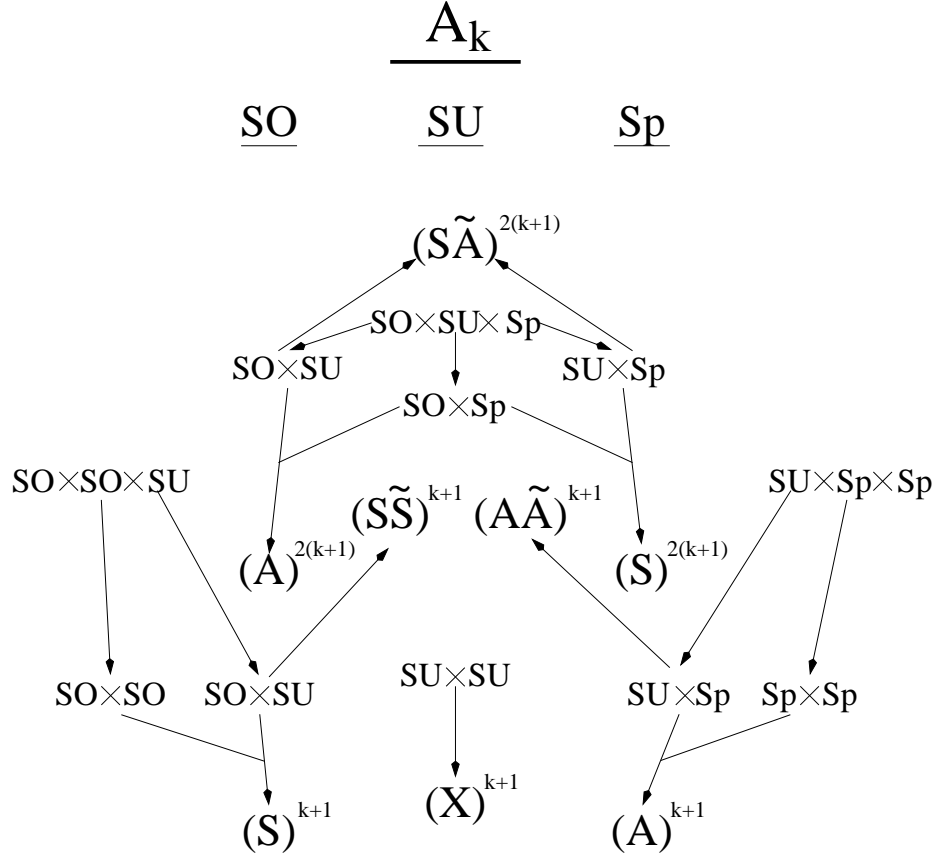 A_k
SO SU Sp
(SÃ)^{2(k+1)}
SO×SU×Sp
SO×SU SU×Sp
SO×Sp
SO×SO×SU SU×Sp×Sp
(SS̃)^{k+1} (AÃ)^{k+1}
(A)^{2(k+1)} (S)^{2(k+1)}
SO×SO SO×SU SU×SU SU×Sp Sp×Sp
(S)^{k+1} (X)^{k+1} (A)^{k+1}